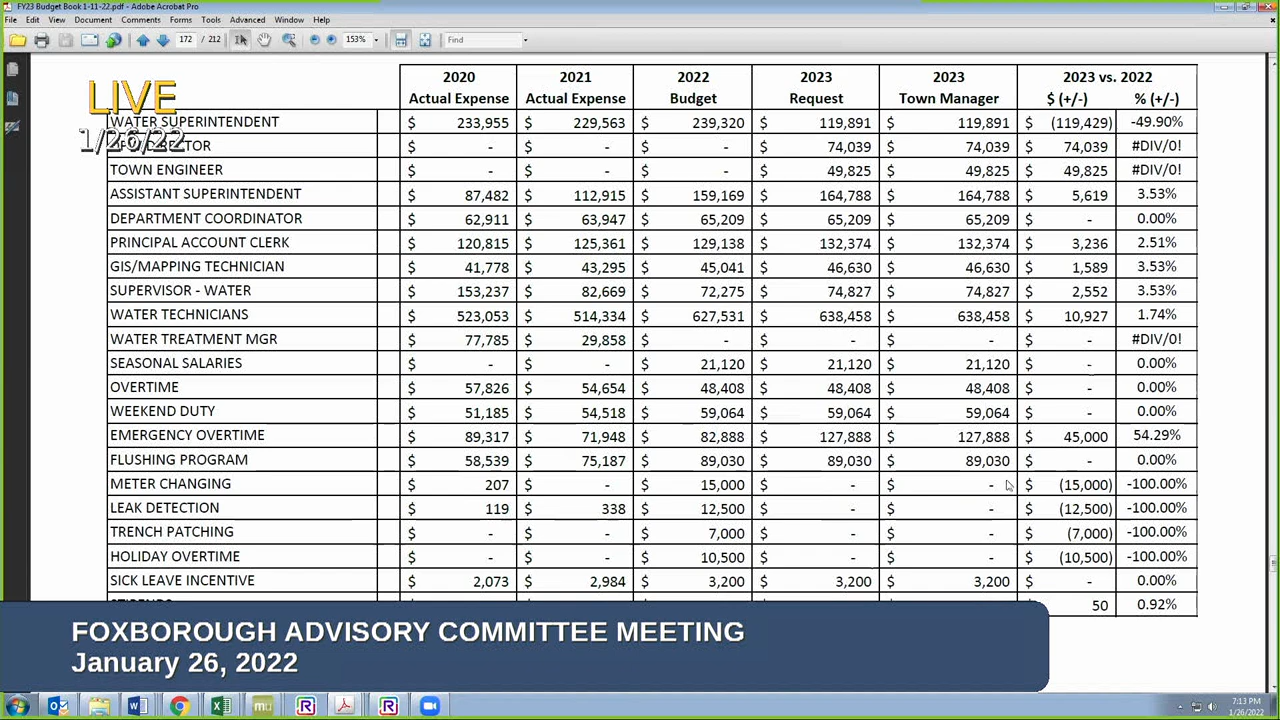 FY23 Budget Book 1-11-22.pdf - Adobe Acrobat Pro
File Edit View Document Comments Forms Tools Advanced Window Help
172 / 212 153% Find
2020 2021 2022 2023 2023 2023 vs. 2022
Actual Expense Actual Expense Budget Request Town Manager $ (+/-) % (+/-)
LIVE
1/26/22
WATER SUPERINTENDENT $ 233,955 $ 229,563 $ 239,320 $ 119,891 $ 119,891 $ (119,429) -49.90%
$ - $ - $ - $ 74,039 $ 74,039 $ 74,039 #DIV/0!
TOWN ENGINEER $ - $ - $ - $ 49,825 $ 49,825 $ 49,825 #DIV/0!
ASSISTANT SUPERINTENDENT $ 87,482 $ 112,915 $ 159,169 $ 164,788 $ 164,788 $ 5,619 3.53%
DEPARTMENT COORDINATOR $ 62,911 $ 63,947 $ 65,209 $ 65,209 $ 65,209 $ - 0.00%
PRINCIPAL ACCOUNT CLERK $ 120,815 $ 125,361 $ 129,138 $ 132,374 $ 132,374 $ 3,236 2.51%
GIS/MAPPING TECHNICIAN $ 41,778 $ 43,295 $ 45,041 $ 46,630 $ 46,630 $ 1,589 3.53%
SUPERVISOR - WATER $ 153,237 $ 82,669 $ 72,275 $ 74,827 $ 74,827 $ 2,552 3.53%
WATER TECHNICIANS $ 523,053 $ 514,334 $ 627,531 $ 638,458 $ 638,458 $ 10,927 1.74%
WATER TREATMENT MGR $ 77,785 $ 29,858 $ - $ - $ - $ - #DIV/0!
SEASONAL SALARIES $ - $ - $ 21,120 $ 21,120 $ 21,120 $ - 0.00%
OVERTIME $ 57,826 $ 54,654 $ 48,408 $ 48,408 $ 48,408 $ - 0.00%
WEEKEND DUTY $ 51,185 $ 54,518 $ 59,064 $ 59,064 $ 59,064 $ - 0.00%
EMERGENCY OVERTIME $ 89,317 $ 71,948 $ 82,888 $ 127,888 $ 127,888 $ 45,000 54.29%
FLUSHING PROGRAM $ 58,539 $ 75,187 $ 89,030 $ 89,030 $ 89,030 $ - 0.00%
METER CHANGING $ 207 $ - $ 15,000 $ - $ - $ (15,000) -100.00%
LEAK DETECTION $ 119 $ 338 $ 12,500 $ - $ - $ (12,500) -100.00%
TRENCH PATCHING $ - $ - $ 7,000 $ - $ - $ (7,000) -100.00%
HOLIDAY OVERTIME $ - $ - $ 10,500 $ - $ - $ (10,500) -100.00%
SICK LEAVE INCENTIVE $ 2,073 $ 2,984 $ 3,200 $ 3,200 $ 3,200 $ - 0.00%
50 0.92%
FOXBOROUGH ADVISORY COMMITTEE MEETING
January 26, 2022
7:13 PM
1/26/2022